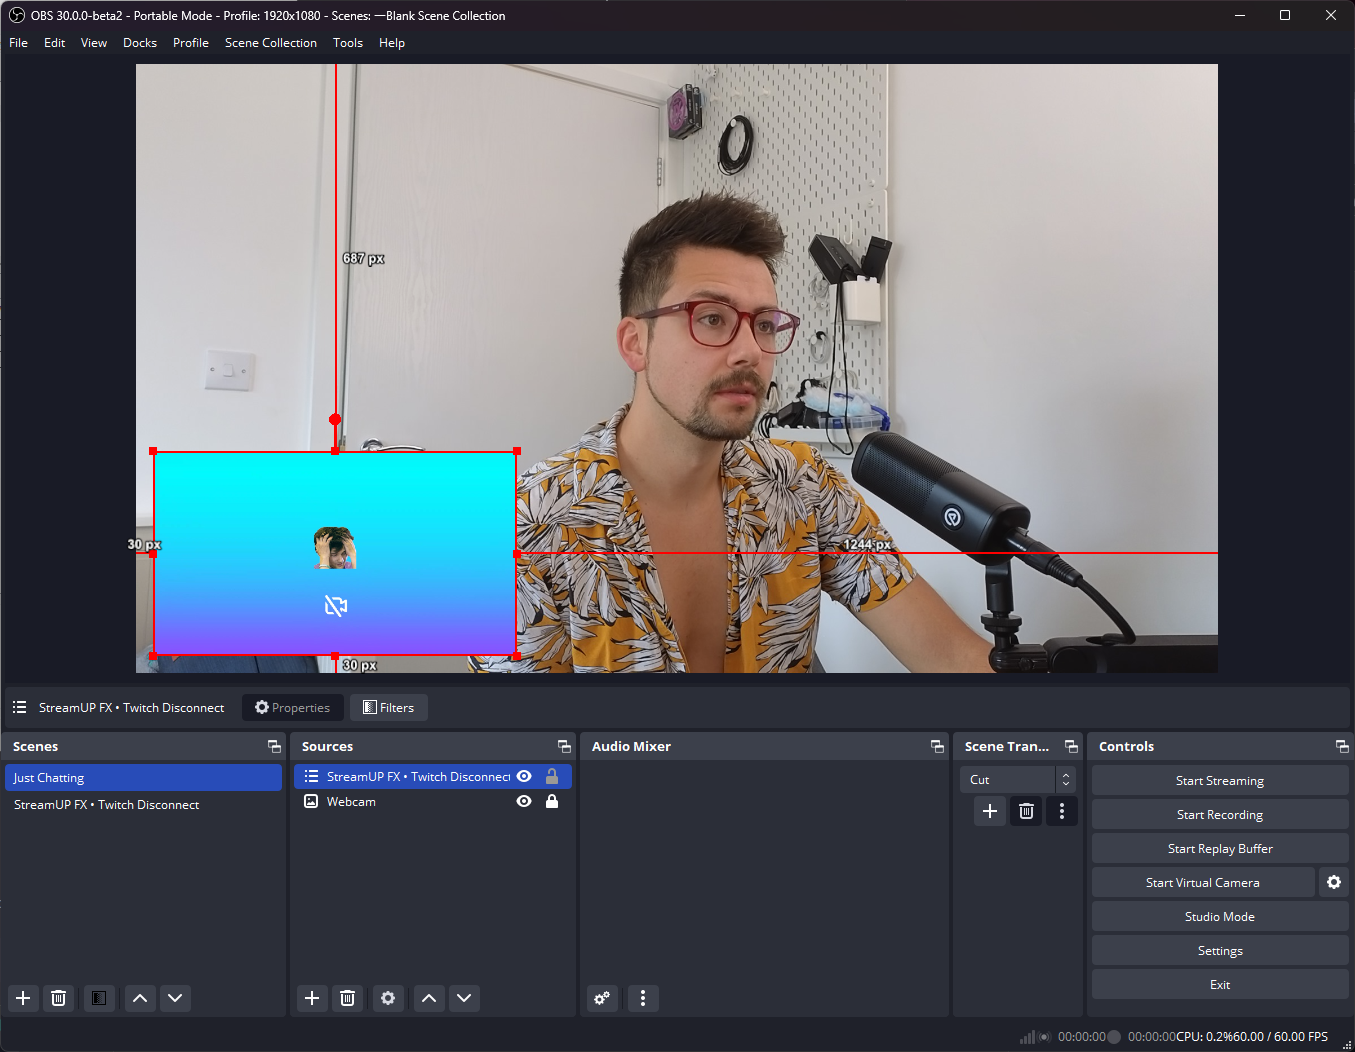 OBS 30.0.0-beta2 - Portable Mode - Profile: 1920x1080 - Scenes: —Blank Scene Collection
File Edit View Docks Profile Scene Collection Tools Help
687 px
30 px
1244 px
30 px
StreamUP FX • Twitch Disconnect Properties Filters
Scenes
Just Chatting
StreamUP FX • Twitch Disconnect
Sources
StreamUP FX • Twitch Disconnect
Webcam
Audio Mixer
Scene Tran...
Cut
Controls
Start Streaming
Start Recording
Start Replay Buffer
Start Virtual Camera
Studio Mode
Settings
Exit
00:00:00 00:00:00 CPU: 0.2% 60.00 / 60.00 FPS